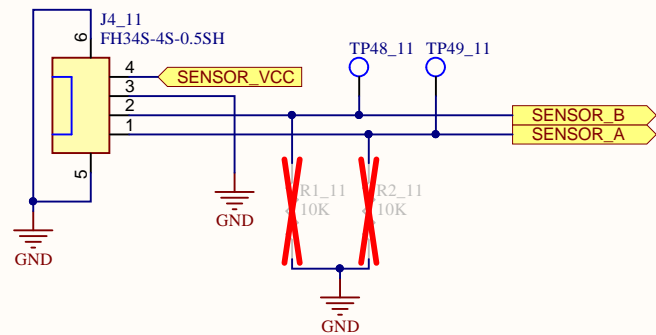 J4_11
FH34S-4S-0.5SH
6
4
3
2
1
5
SENSOR_VCC
TP48_11
TP49_11
SENSOR_B
SENSOR_A
R1_11
10K
R2_11
10K
GND
GND
GND